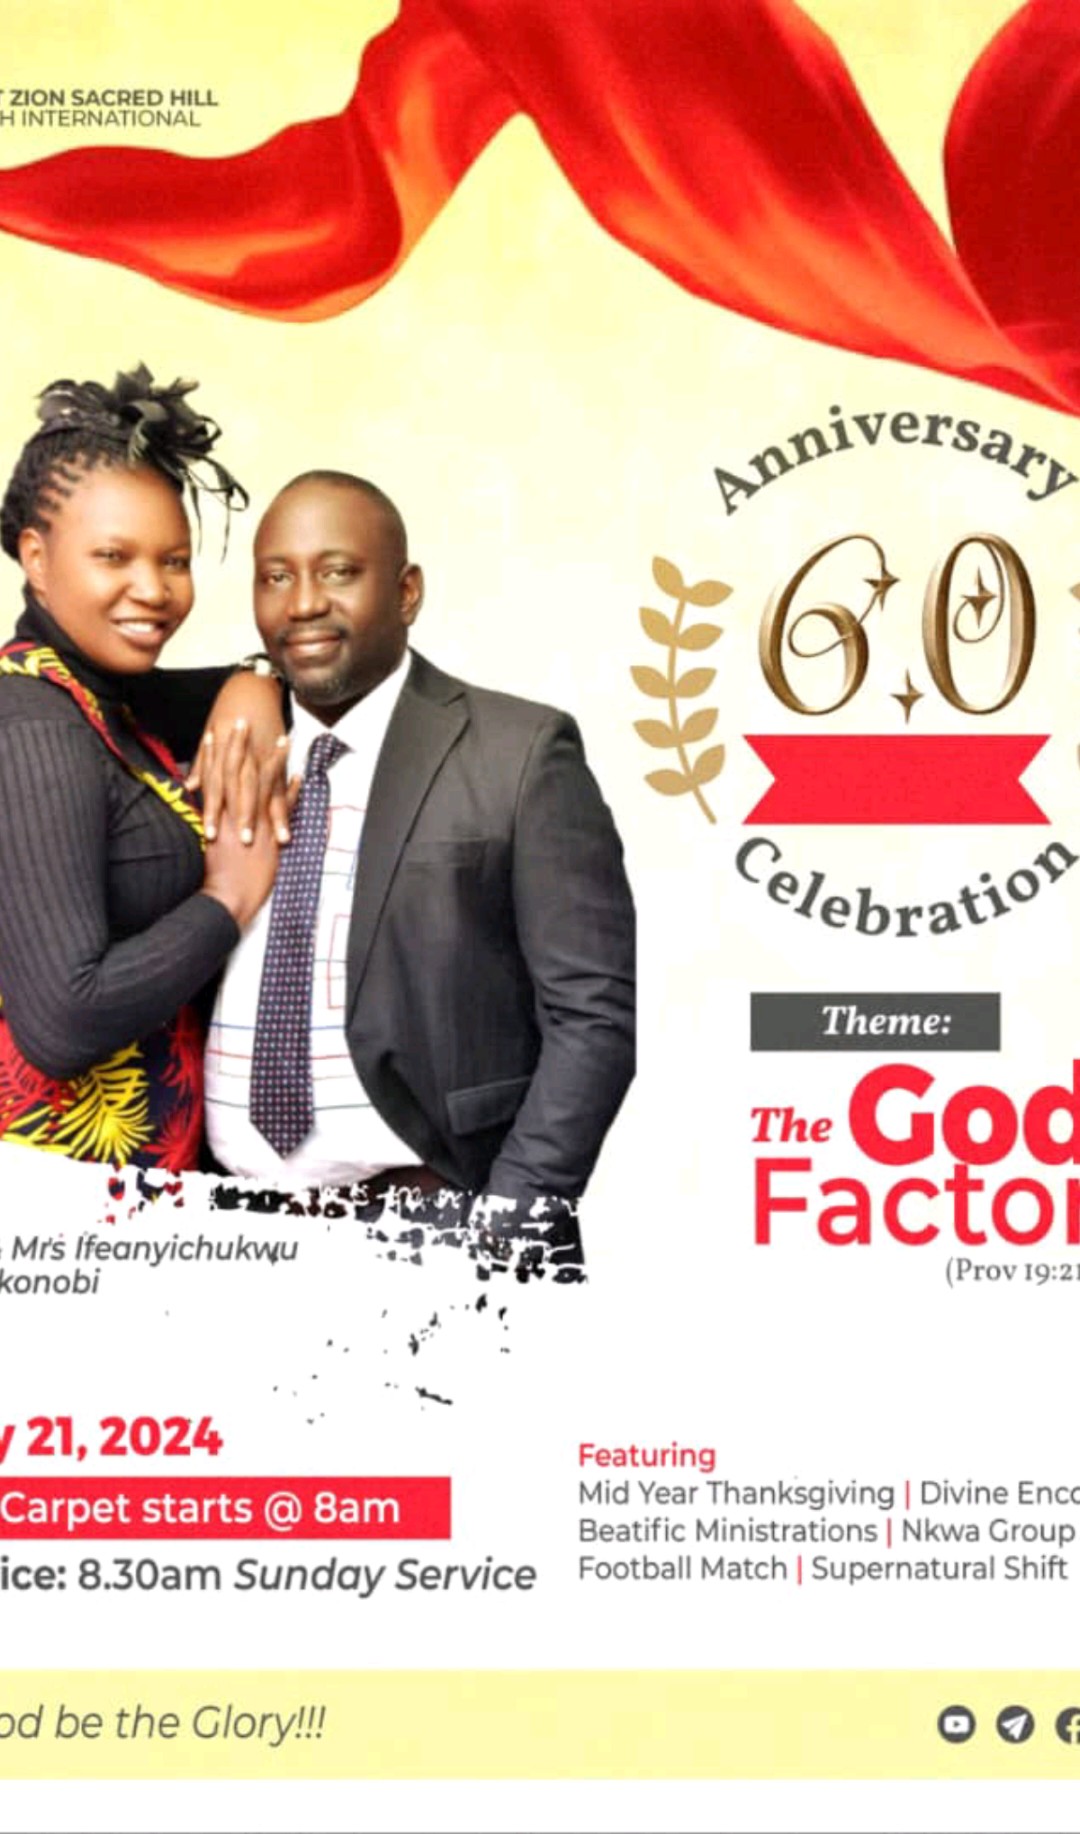 ZION SACRED HILL
H INTERNATIONAL
Anniversary
6.0
Celebration
Theme:
The God
Factor
(Prov 19:21
Mrs Ifeanyichukwu
konobi
y 21, 2024
Carpet starts @ 8am
ice: 8.30am Sunday Service
Featuring
Mid Year Thanksgiving | Divine Enco
Beatific Ministrations | Nkwa Group
Football Match | Supernatural Shift
od be the Glory!!!